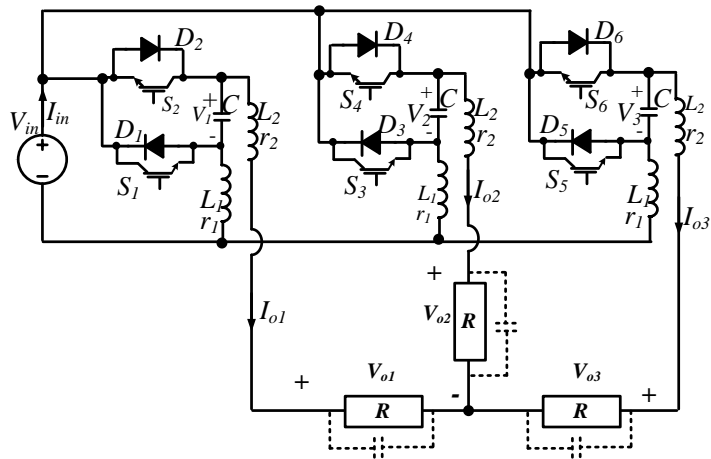 D2 D4 D6
S2 + C L2 S4 + C L2 S6 + C L2
Vin Iin D1 V1 - r2 D3 V2 - r2 D5 V3 - r2
+ -
S1 L1 r1 S3 L1 r1 Io2 S5 L1 r1 Io3
Io1 + Vo2 R
+ Vo1 - Vo3 +
R R